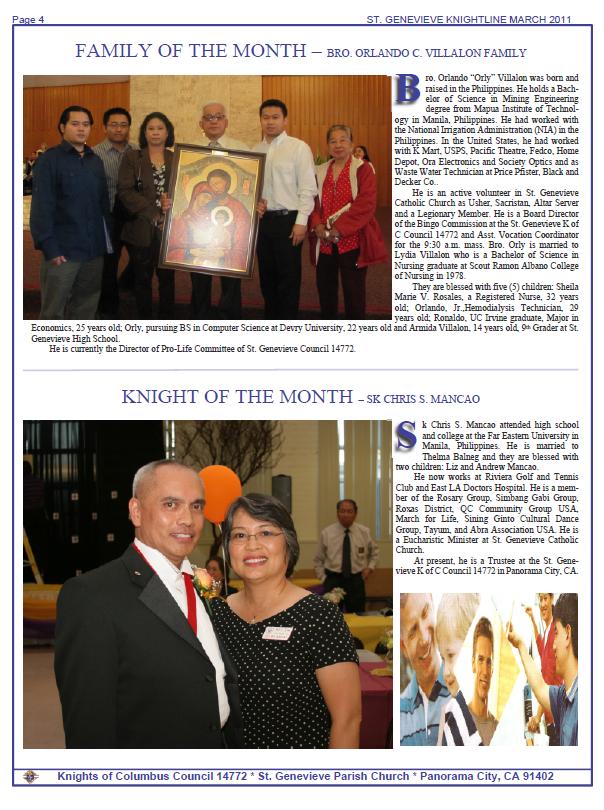 Page 4
ST. GENEVIEVE KNIGHTLINE MARCH 2011
FAMILY OF THE MONTH – BRO. ORLANDO C. VILLALON FAMILY
Bro. Orlando “Orly” Villalon was born and
raised in the Philippines. He holds a Bach-
elor of Science in Mining Engineering
degree from Mapua Institute of Technol-
ogy in Manila, Philippines. He had worked with
the National Irrigation Administration (NIA) in the
Philippines. In the United States, he had worked
with K Mart, USPS, Pacific Theatre, Fedco, Home
Depot, Ora Electronics and Society Optics and as
Waste Water Technician at Price Pfister, Black and
Decker Co..
He is an active volunteer in St. Genevieve
Catholic Church as Usher, Sacristan, Altar Server
and a Legionary Member. He is a Board Director
of the Bingo Commission at the St. Genevieve K of
C Council 14772 and Asst. Vocation Coordinator
for the 9:30 a.m. mass. Bro. Orly is married to
Lydia Villalon who is a Bachelor of Science in
Nursing graduate at Scout Ramon Albano College
of Nursing in 1978.
They are blessed with five (5) children: Sheila
Marie V. Rosales, a Registered Nurse, 32 years
old; Orlando, Jr.,Hemodialysis Technician, 29
years old; Ronaldo, UC Irvine graduate, Major in
Economics, 25 years old; Orly, pursuing BS in Computer Science at Devry University, 22 years old and Armida Villalon, 14 years old, 9th Grader at St.
Genevieve High School.
He is currently the Director of Pro-Life Committee of St. Genevieve Council 14772.
KNIGHT OF THE MONTH – SK CHRIS S. MANCAO
Sk Chris S. Mancao attended high school
and college at the Far Eastern University in
Manila, Philippines. He is married to
Thelma Balneg and they are blessed with
two children: Liz and Andrew Mancao.
He now works at Riviera Golf and Tennis
Club and East LA Doctors Hospital. He is a mem-
ber of the Rosary Group, Simbang Gabi Group,
Roxas District, QC Community Group USA,
March for Life, Sining Ginto Cultural Dance
Group, Tayum, and Abra Association USA. He is
a Eucharistic Minister at St. Genevieve Catholic
Church.
At present, he is a Trustee at the St. Gene-
vieve K of C Council 14772 in Panorama City, CA.
Knights of Columbus Council 14772 * St. Genevieve Parish Church * Panorama City, CA 91402